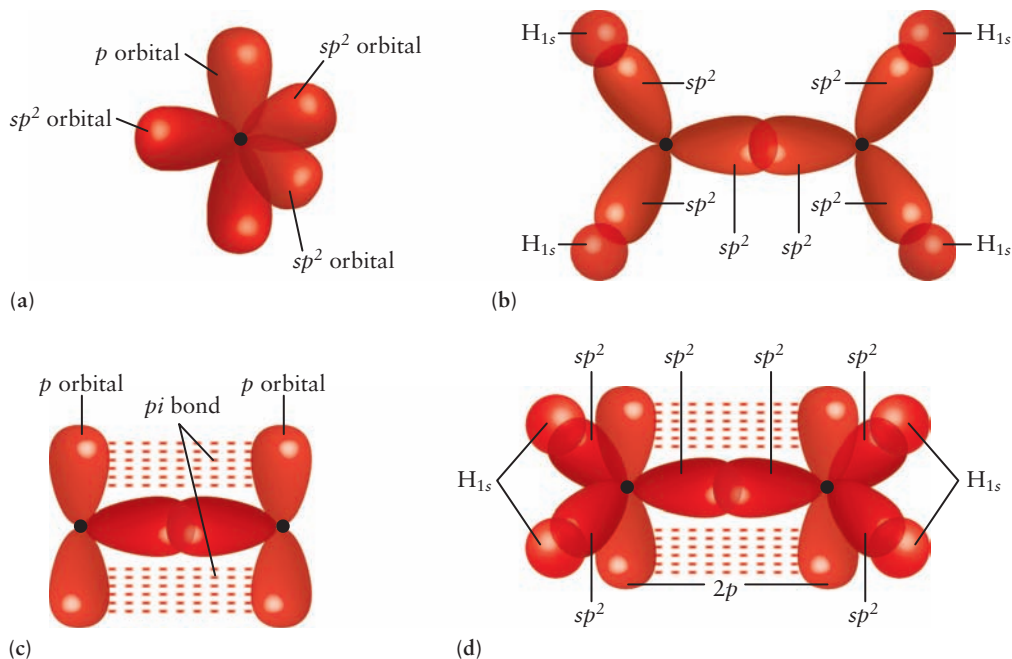 p orbital
sp² orbital
sp² orbital
sp² orbital
(a)
H₁ₛ
H₁ₛ
sp²
sp²
sp²
sp²
sp²
sp²
H₁ₛ
H₁ₛ
(b)
p orbital
pi bond
p orbital
(c)
sp²
sp²
sp²
sp²
H₁ₛ
H₁ₛ
2p
sp²
sp²
(d)